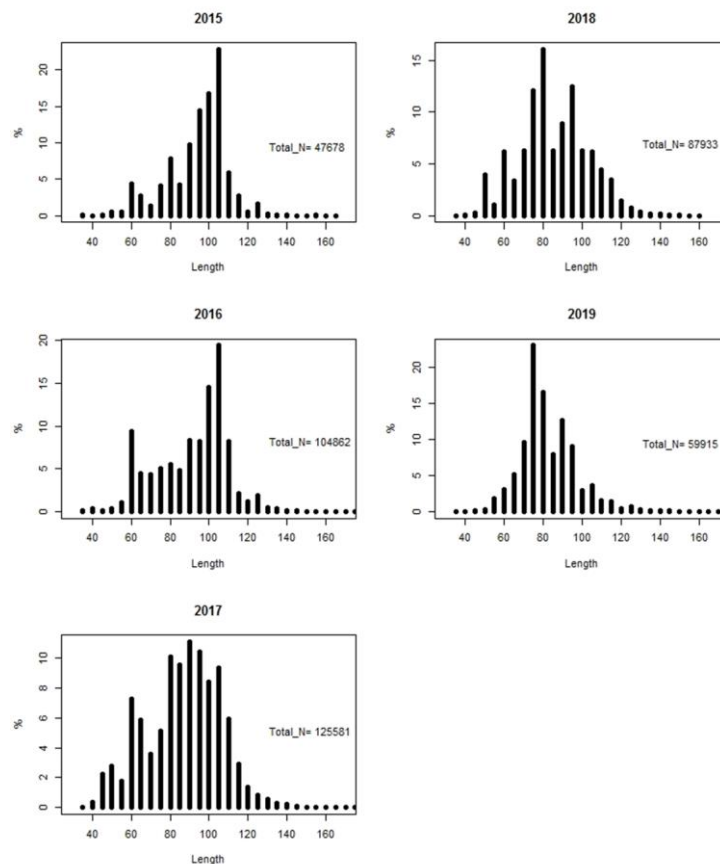 2015
%
0 5 10 15 20
Total_N= 47678
40 60 80 100 120 140 160
Length
2018
%
0 5 10 15
Total_N= 87933
40 60 80 100 120 140 160
Length
2016
%
0 5 10 15 20
Total_N= 104862
40 60 80 100 120 140 160
Length
2019
%
0 5 10 15 20
Total_N= 59915
40 60 80 100 120 140 160
Length
2017
%
0 2 4 6 8 10
Total_N= 125581
40 60 80 100 120 140 160
Length